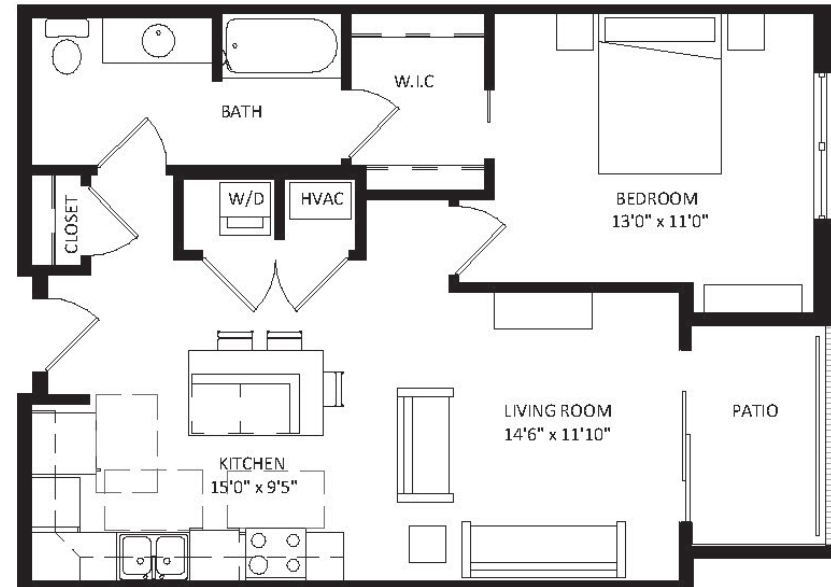 W.I.C
BATH
W/D
HVAC
BEDROOM
13'0" x 11'0"
CLOSET
LIVING ROOM
14'6" x 11'10"
PATIO
KITCHEN
15'0" x 9'5"